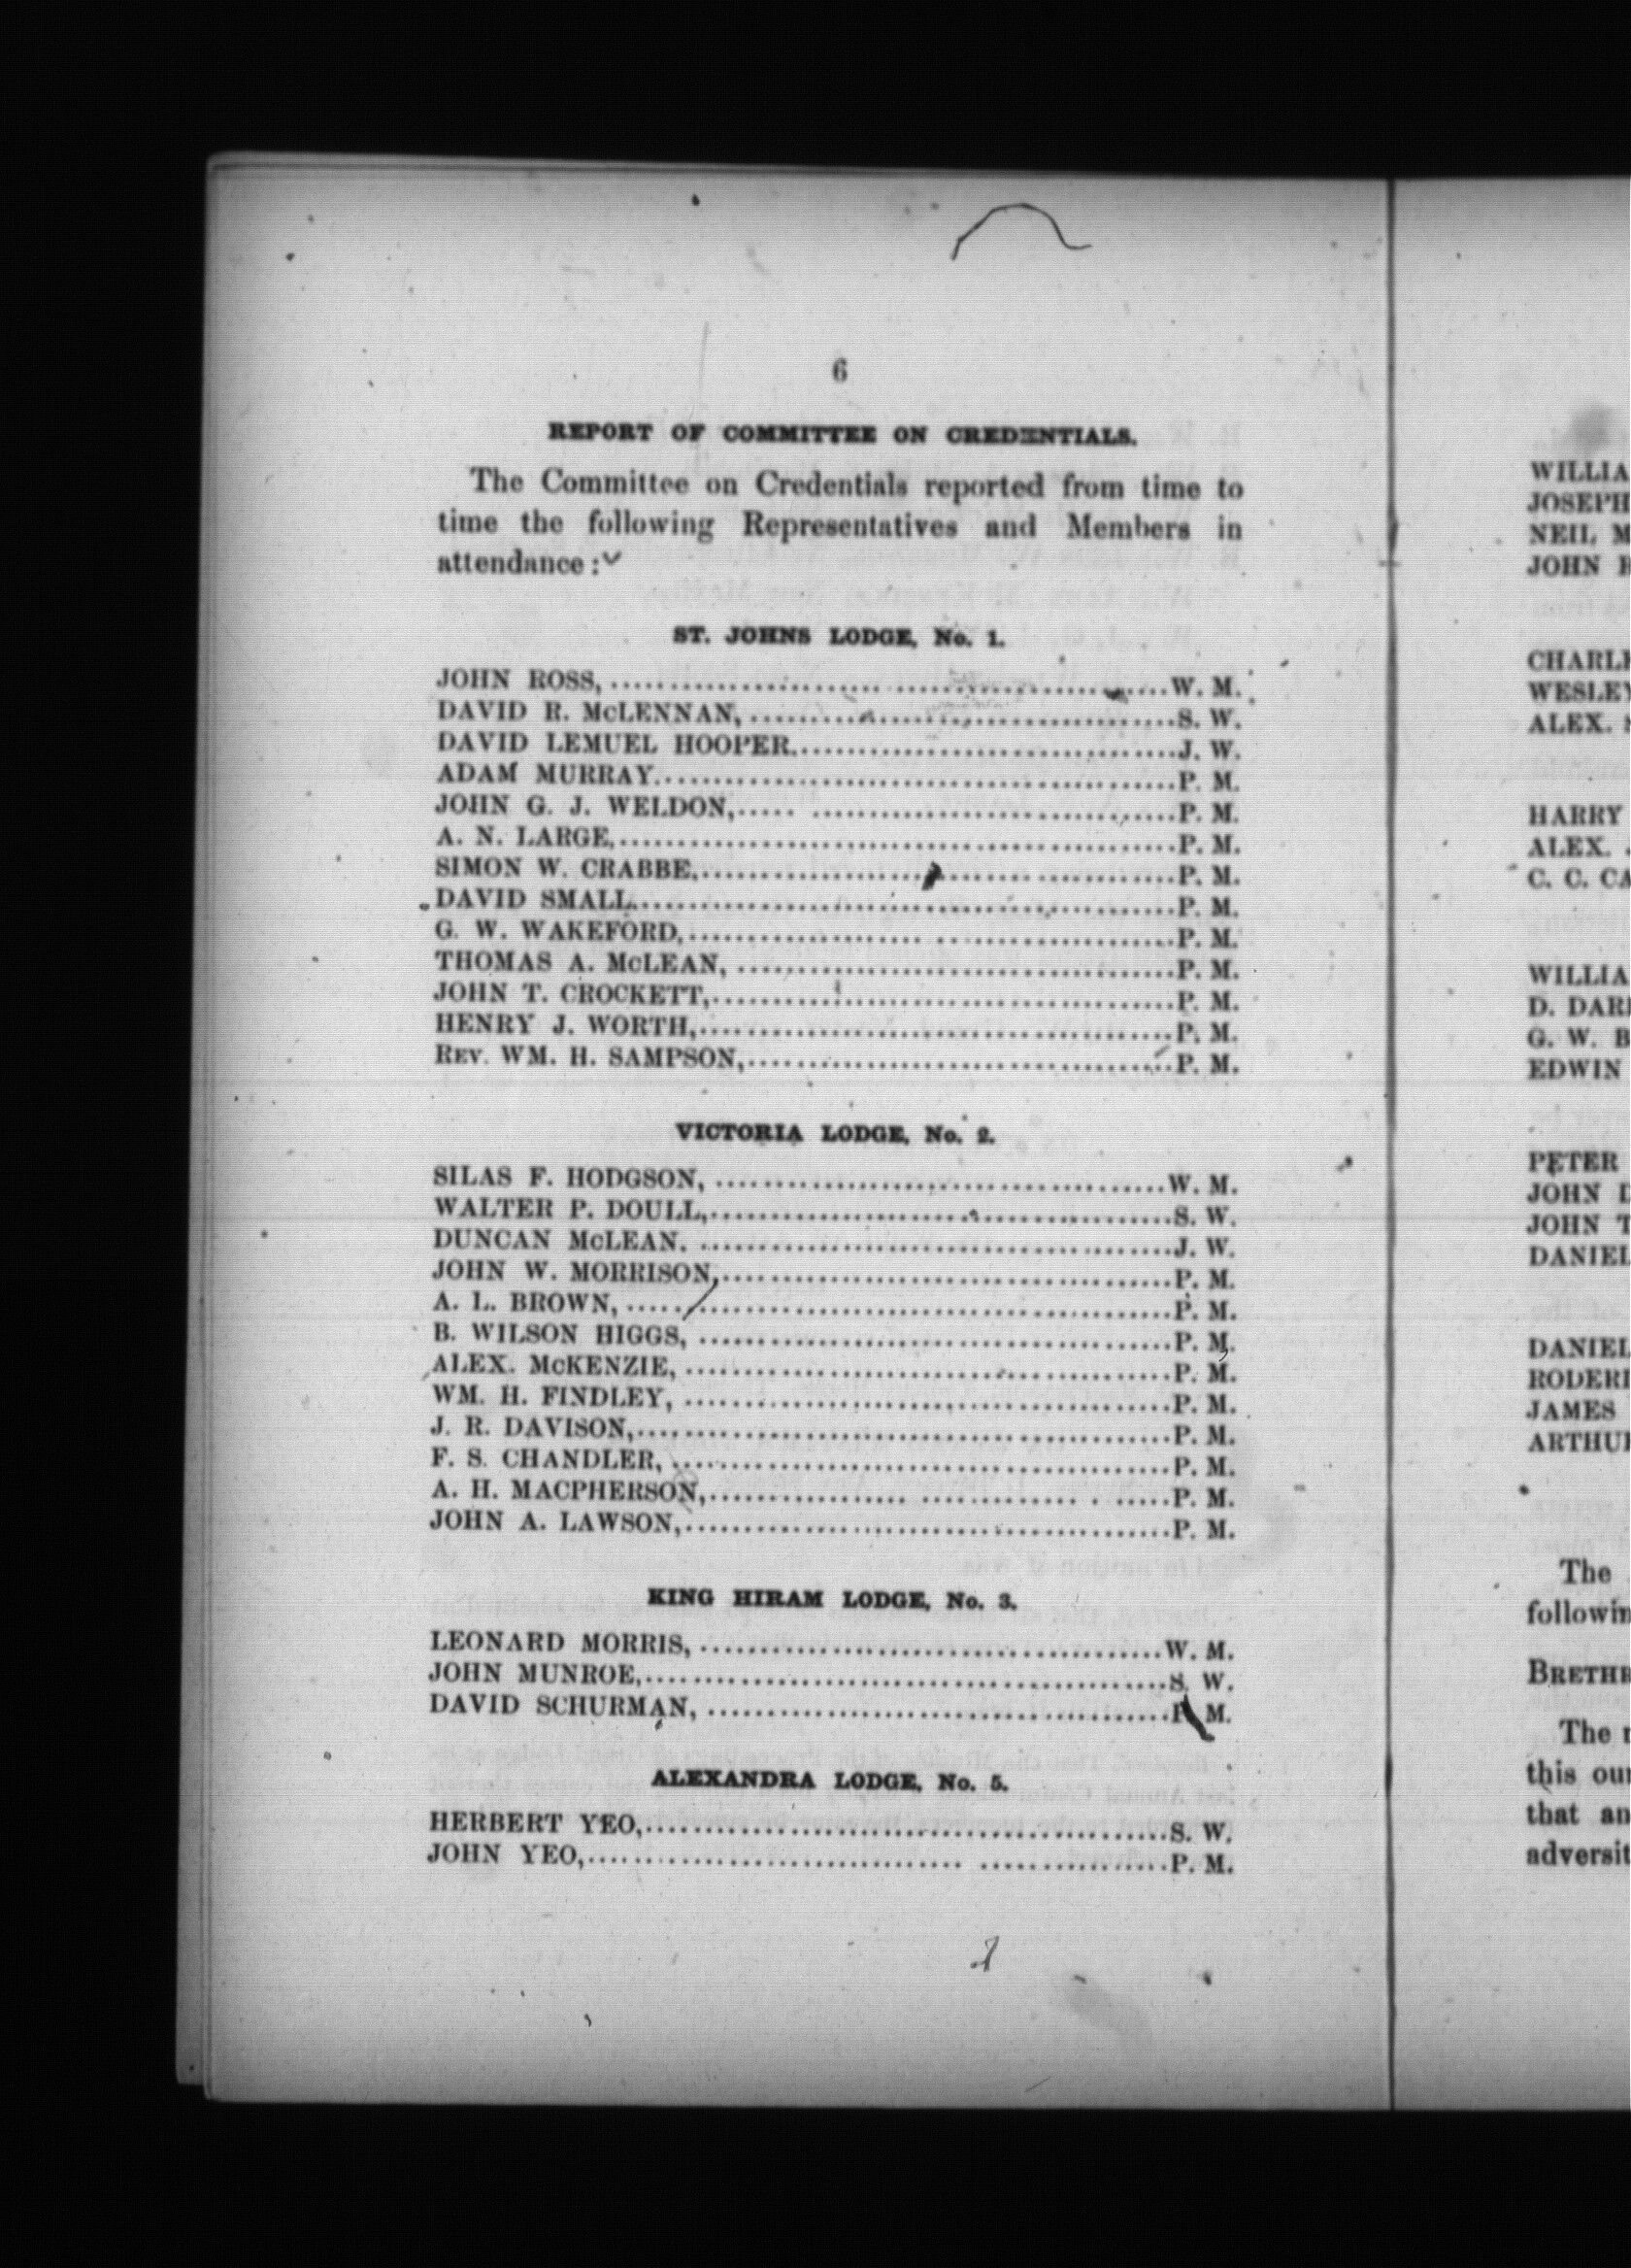 6
REPORT OF COMMITTEE ON CREDENTIALS.
The Committee on Credentials reported from time to
time the following Representatives and Members in
attendance:
ST. JOHNS LODGE, No. 1.
JOHN ROSS, W. M.
DAVID R. McLENNAN, S. W.
DAVID LEMUEL HOOPER. J. W.
ADAM MURRAY. P. M.
JOHN G. J. WELDON, P. M.
A. N. LARGE, P. M.
SIMON W. CRABBE, P. M.
DAVID SMALL P. M.
G. W. WAKEFORD, P. M.
THOMAS A. McLEAN, P. M.
JOHN T. CROCKETT, P. M.
HENRY J. WORTH, P. M.
REV. WM. H. SAMPSON, P. M.
VICTORIA LODGE, No. 2.
SILAS F. HODGSON, W. M.
WALTER P. DOULL, S. W.
DUNCAN McLEAN. J. W.
JOHN W. MORRISON, P. M.
A. L. BROWN, P. M.
B. WILSON HIGGS, P. M.
ALEX. McKENZIE, P. M.
WM. H. FINDLEY, P. M.
J. R. DAVISON, P. M.
F. S. CHANDLER, P. M.
A. H. MACPHERSON, P. M.
JOHN A. LAWSON, P. M.
KING HIRAM LODGE, No. 3.
LEONARD MORRIS, W. M.
JOHN MUNROE, S. W.
DAVID SCHURMAN, P. M.
ALEXANDRA LODGE, No. 5.
HERBERT YEO, S. W.
JOHN YEO, P. M.
WILLIA
JOSEPH
NEIL M
JOHN
CHARL
WESLEY
ALEX. S
HARRY
ALEX. J
C. C. CA
WILLIA
D. DAR
G. W. B
EDWIN
PETER
JOHN D
JOHN T
DANIEL
DANIEL
RODERI
JAMES
ARTHUR
The
followin
BRETHR
The
this our
that an
adversit